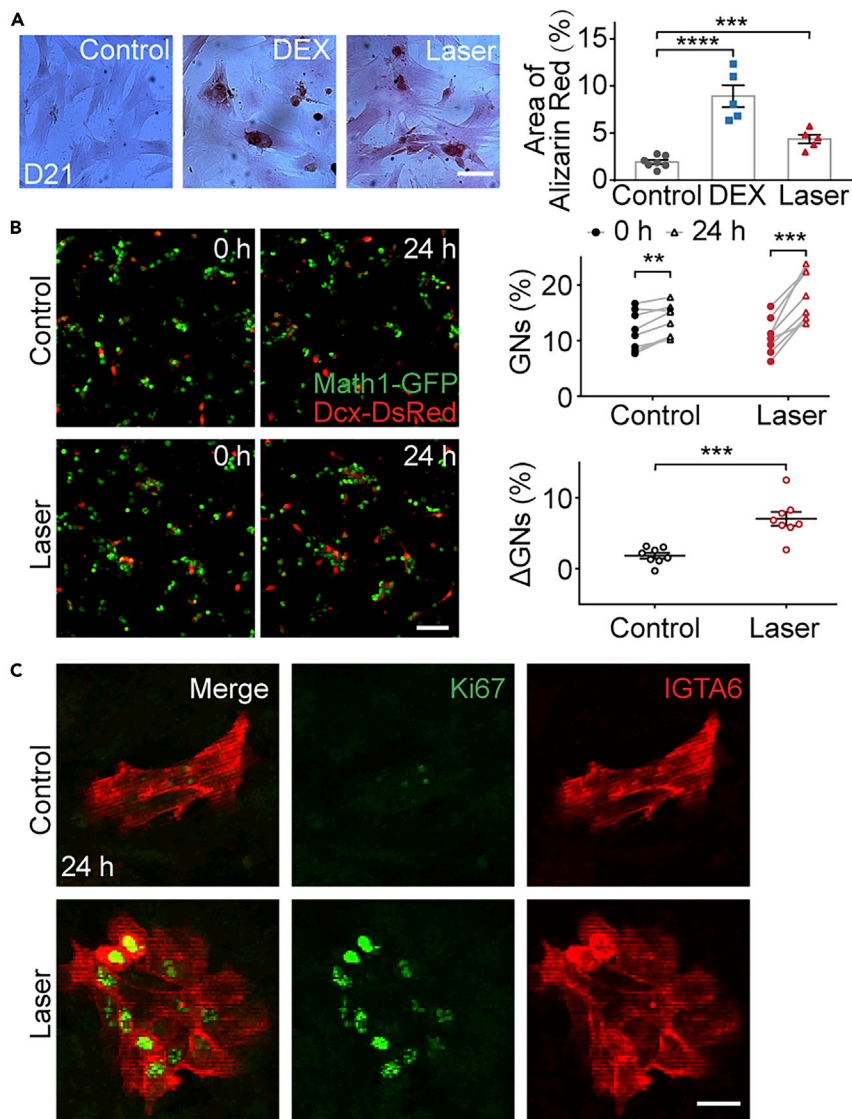 A
Control
DEX
Laser
D21
Area of
Alizarin Red (%)
15
10
5
0
***
****
Control DEX Laser
B
0 h
24 h
Control
Math1-GFP
Dcx-DsRed
0 h
24 h
Laser
0 h 24 h
GNs (%)
20
10
0
**
***
Control Laser
ΔGNs (%)
10
0
***
Control Laser
C
Merge
Ki67
IGTA6
Control
24 h
Laser